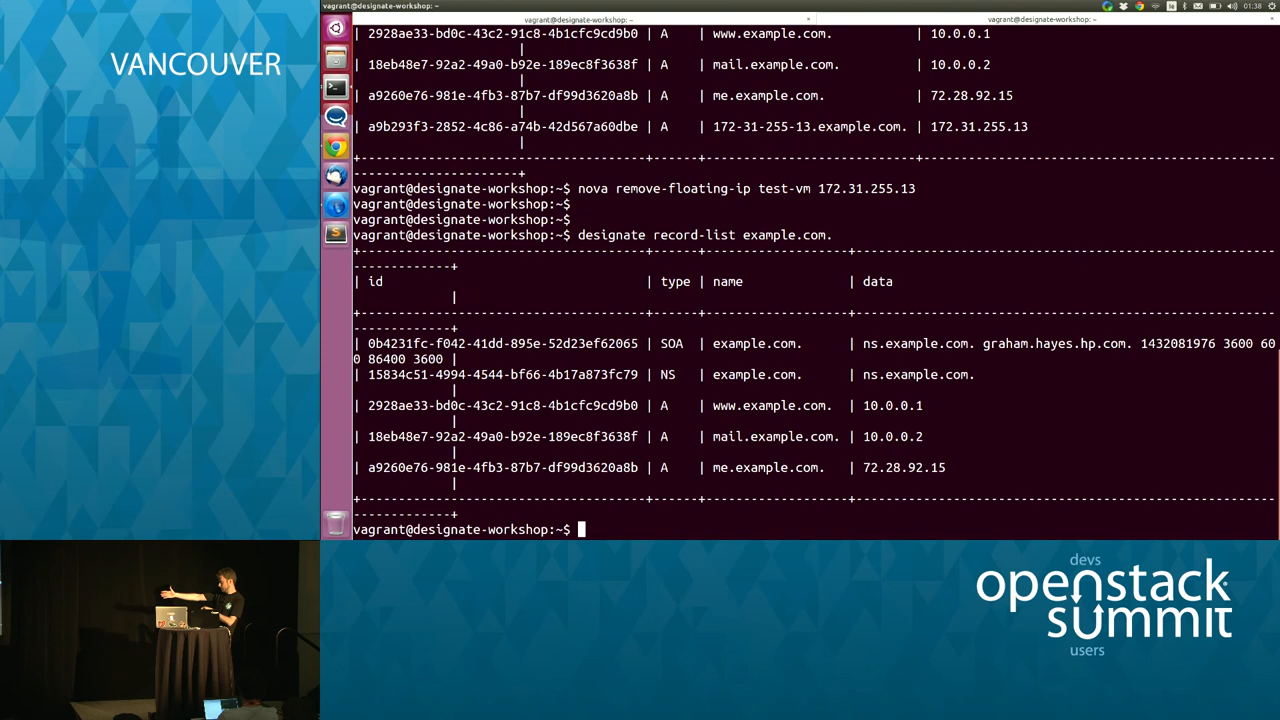 vagrant@designate-workshop: ~
01:38
vagrant@designate-workshop: ~ × vagrant@designate-workshop: ~ ×
VANCOUVER
| 2928ae33-bd0c-43c2-91c8-4b1cfc9cd9b0 | A | www.example.com. | 10.0.0.1
|
| 18eb48e7-92a2-49a0-b92e-189ec8f3638f | A | mail.example.com. | 10.0.0.2
|
| a9260e76-981e-4fb3-87b7-df99d3620a8b | A | me.example.com. | 72.28.92.15
|
| a9b293f3-2852-4c86-a74b-42d567a60dbe | A | 172-31-255-13.example.com. | 172.31.255.13
|
vagrant@designate-workshop:~$ nova remove-floating-ip test-vm 172.31.255.13
vagrant@designate-workshop:~$
vagrant@designate-workshop:~$
vagrant@designate-workshop:~$ designate record-list example.com.
| id | type | name | data
|
| 0b4231fc-f042-41dd-895e-52d23ef62065 | SOA | example.com. | ns.example.com. graham.hayes.hp.com. 1432081976 3600 60
0 86400 3600 |
| 15834c51-4994-4544-bf66-4b17a873fc79 | NS | example.com. | ns.example.com.
|
| 2928ae33-bd0c-43c2-91c8-4b1cfc9cd9b0 | A | www.example.com. | 10.0.0.1
|
| 18eb48e7-92a2-49a0-b92e-189ec8f3638f | A | mail.example.com. | 10.0.0.2
|
| a9260e76-981e-4fb3-87b7-df99d3620a8b | A | me.example.com. | 72.28.92.15
|
vagrant@designate-workshop:~$
devs
openstack
summit
users